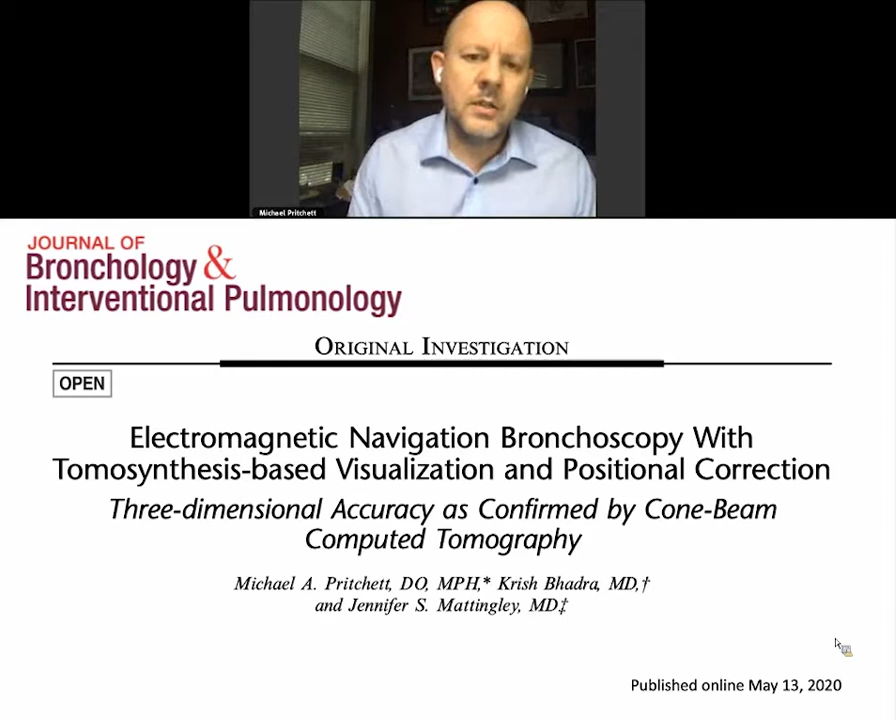 Michael Pritchett
JOURNAL OF
Bronchology &
Interventional Pulmonology
ORIGINAL INVESTIGATION
OPEN
Electromagnetic Navigation Bronchoscopy With
Tomosynthesis-based Visualization and Positional Correction
Three-dimensional Accuracy as Confirmed by Cone-Beam
Computed Tomography
Michael A. Pritchett, DO, MPH,* Krish Bhadra, MD,†
and Jennifer S. Mattingley, MD‡
Published online May 13, 2020